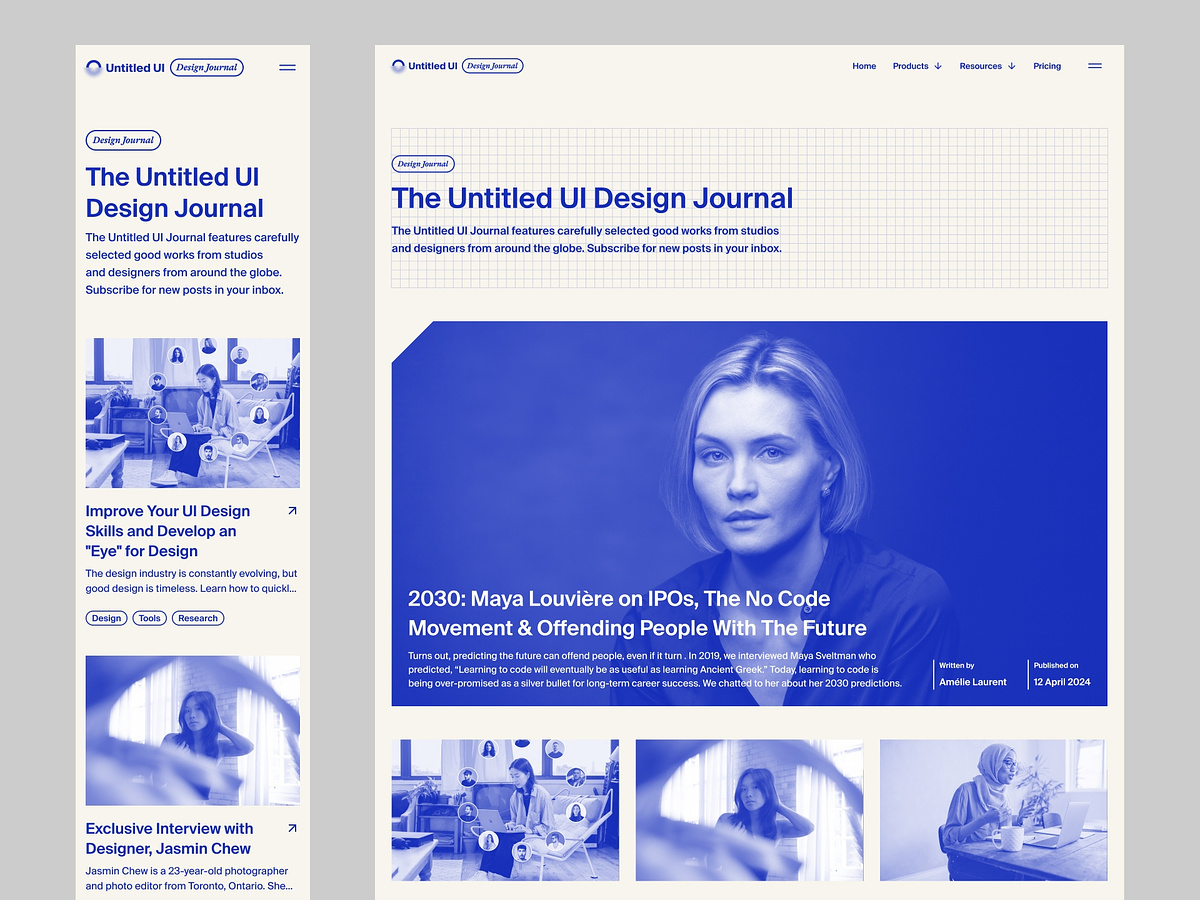 Untitled UI
Design Journal
Design Journal
The Untitled UI
Design Journal
The Untitled UI Journal features carefully
selected good works from studios
and designers from around the globe.
Subscribe for new posts in your inbox.
Improve Your UI Design
Skills and Develop an
"Eye" for Design
The design industry is constantly evolving, but
good design is timeless. Learn how to quickl...
Design
Tools
Research
Exclusive Interview with
Designer, Jasmin Chew
Jasmin Chew is a 23-year-old photographer
and photo editor from Toronto, Ontario. She...
Untitled UI
Design Journal
Home
Products
Resources
Pricing
Design Journal
The Untitled UI Design Journal
The Untitled UI Journal features carefully selected good works from studios
and designers from around the globe. Subscribe for new posts in your inbox.
2030: Maya Louvière on IPOs, The No Code
Movement & Offending People With The Future
Turns out, predicting the future can offend people, even if it turn . In 2019, we interviewed Maya Sveltman who
predicted, “Learning to code will eventually be as useful as learning Ancient Greek.” Today, learning to code is
being over-promised as a silver bullet for long-term career success. We chatted to her about her 2030 predictions.
Written by
Amélie Laurent
Published on
12 April 2024